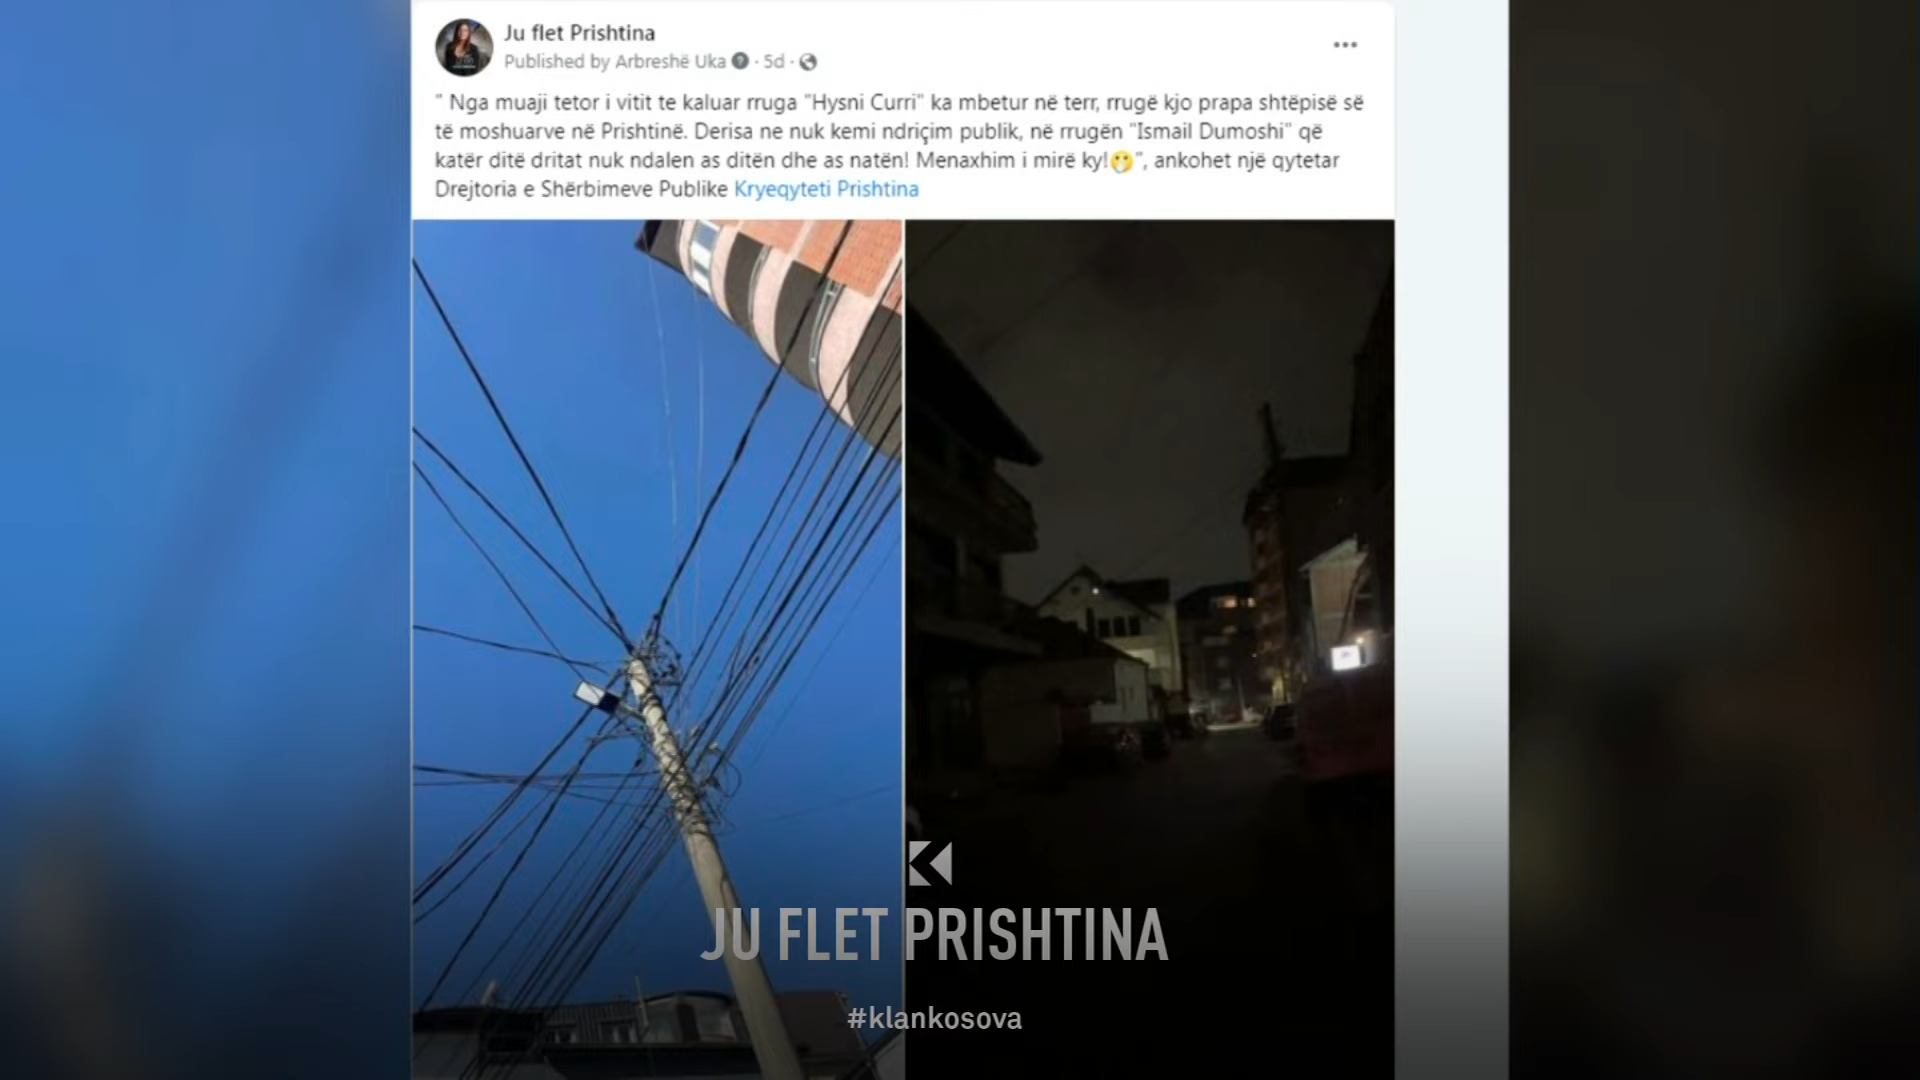 Ju flet Prishtina
Published by Arbreshë Uka · 5d ·
“ Nga muaji tetor i vitit te kaluar rruga “Hysni Curri” ka mbetur në terr, rrugë kjo prapa shtëpisë së
të moshuarve në Prishtinë. Derisa ne nuk kemi ndriçim publik, në rrugën “Ismail Dumoshi” që
katër ditë dritat nuk ndalen as ditën dhe as natën! Menaxhim i mirë ky!🤭”, ankohet një qytetar
Drejtoria e Shërbimeve Publike Kryeqyteti Prishtina
JU FLET PRISHTINA
#klankosova